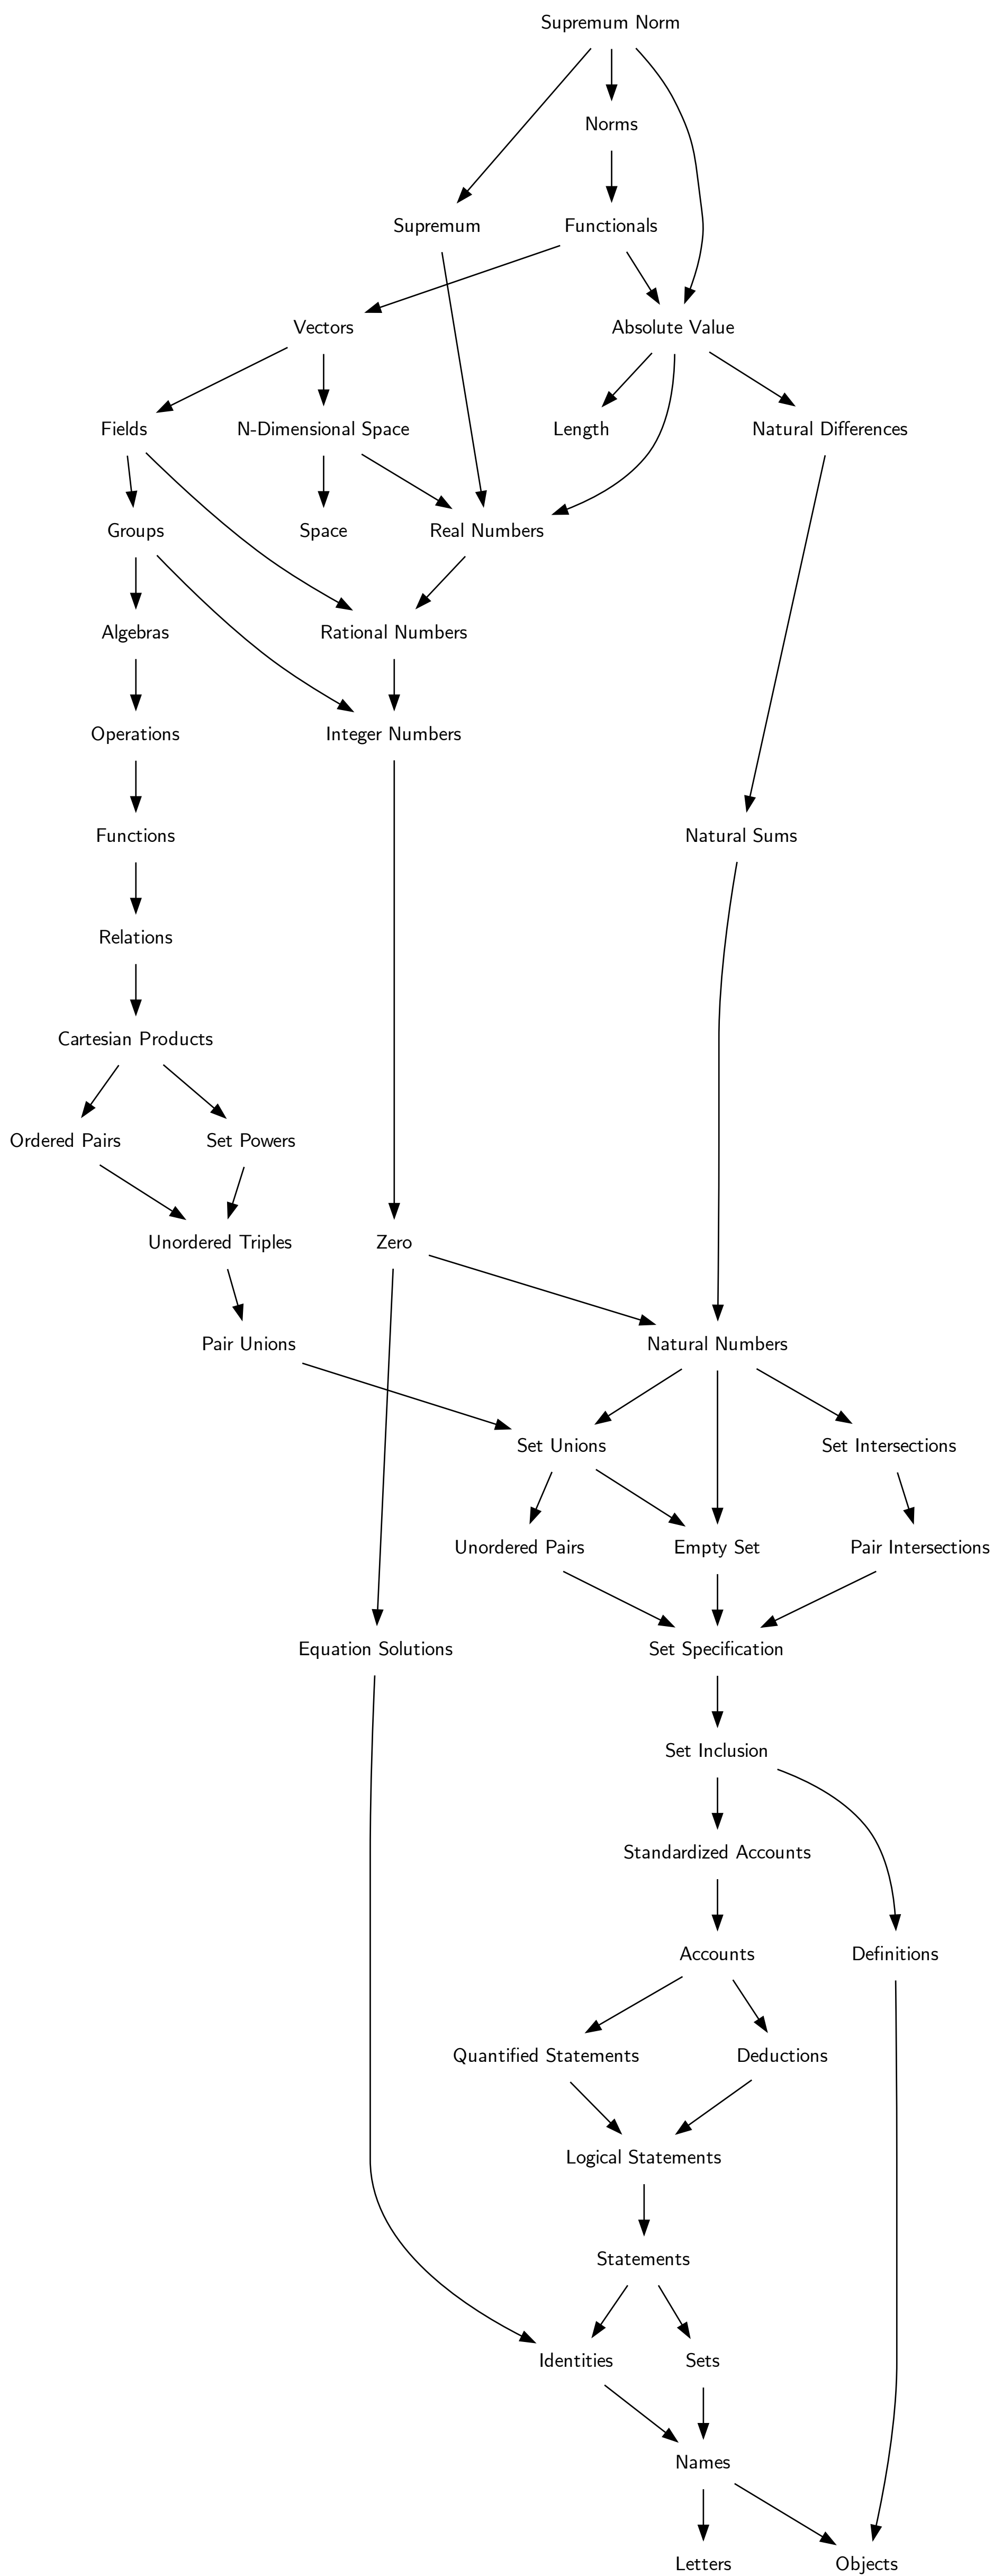 Supremum Norm
Norms
Supremum
Functionals
Vectors
Absolute Value
Fields
N-Dimensional Space
Length
Natural Differences
Groups
Space
Real Numbers
Algebras
Rational Numbers
Operations
Integer Numbers
Functions
Natural Sums
Relations
Cartesian Products
Ordered Pairs
Set Powers
Unordered Triples
Zero
Pair Unions
Natural Numbers
Set Unions
Set Intersections
Unordered Pairs
Empty Set
Pair Intersections
Equation Solutions
Set Specification
Set Inclusion
Standardized Accounts
Accounts
Definitions
Quantified Statements
Deductions
Logical Statements
Statements
Identities
Sets
Names
Letters
Objects